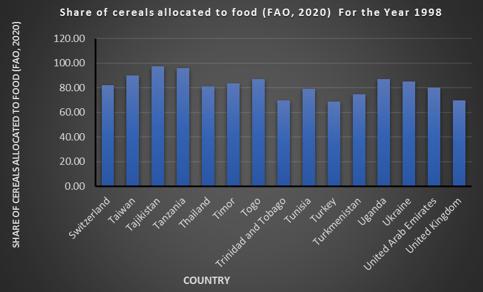 Share of cereals allocated to food (FAO, 2020)  For the Year 1998
SHARE OF CEREALS ALLOCATED TO FOOD (FAO, 2020)
120.00
100.00
80.00
60.00
40.00
20.00
0.00
Switzerland
Taiwan
Tajikistan
Tanzania
Thailand
Timor
Togo
Trinidad and Tobago
Tunisia
Turkey
Turkmenistan
Uganda
Ukraine
United Arab Emirates
United Kingdom
COUNTRY